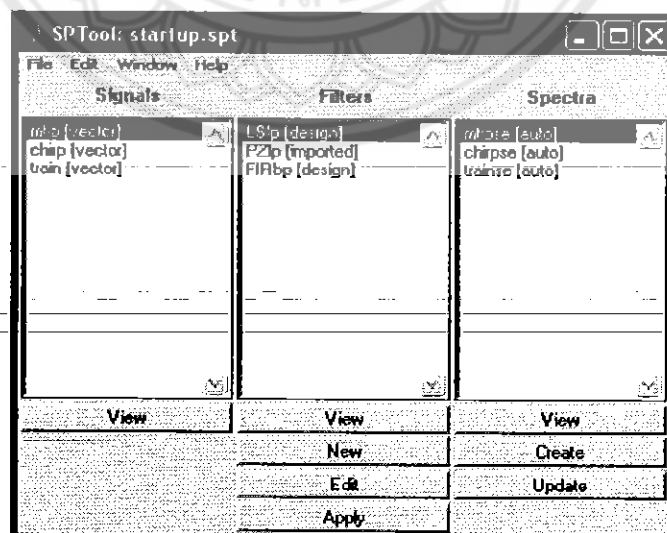 SPTool: startup.spt
File Edit Window Help
Signals Filters Spectra
mtlb [vector]
chirp [vector]
train [vector]
LSlp [design]
PZlp [imported]
FIRbp [design]
mtlbse [auto]
chirpse [auto]
trainse [auto]
View View View
New Create
Edit Update
Apply